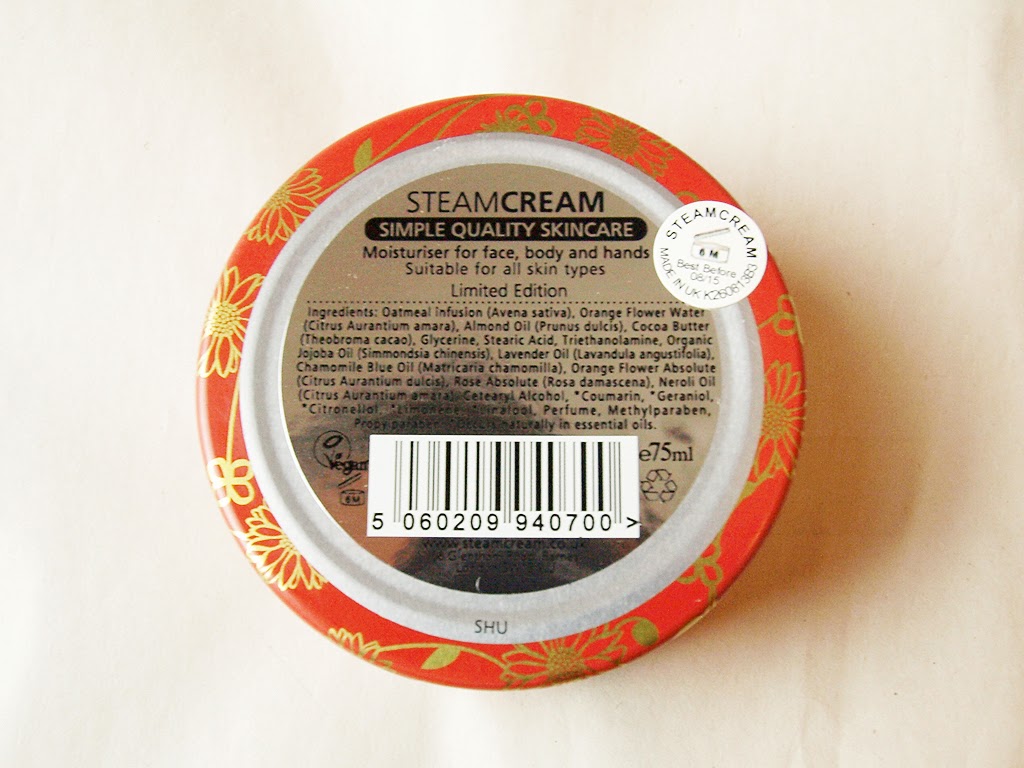 STEAMCREAM
SIMPLE QUALITY SKINCARE
Moisturiser for face, body and hands
Suitable for all skin types
Limited Edition
Ingredients: Oatmeal Infusion (Avena sativa), Orange Flower Water
(Citrus Aurantium amara), Almond Oil (Prunus dulcis), Cocoa Butter
(Theobroma cacao), Glycerine, Stearic Acid, Triethanolamine, Organic
Jojoba Oil (Simmondsia chinensis), Lavender Oil (Lavandula angustifolia),
Chamomile Blue Oil (Matricaria chamomilla), Orange Flower Absolute
(Citrus Aurantium dulcis), Rose Absolute (Rosa damascena), Neroli Oil
(Citrus Aurantium amara), Cetearyl Alcohol, *Coumarin, *Geraniol,
*Citronellol, *Limonene, *Linalool, Perfume, Methylparaben,
Propylparaben. *Occurs naturally in essential oils.
Vegan
6M
e75ml
5 060209 940700 >
www.steamcream.co.uk
SHU
STEAMCREAM
6 M
Best Before
08/15
MADE IN UK